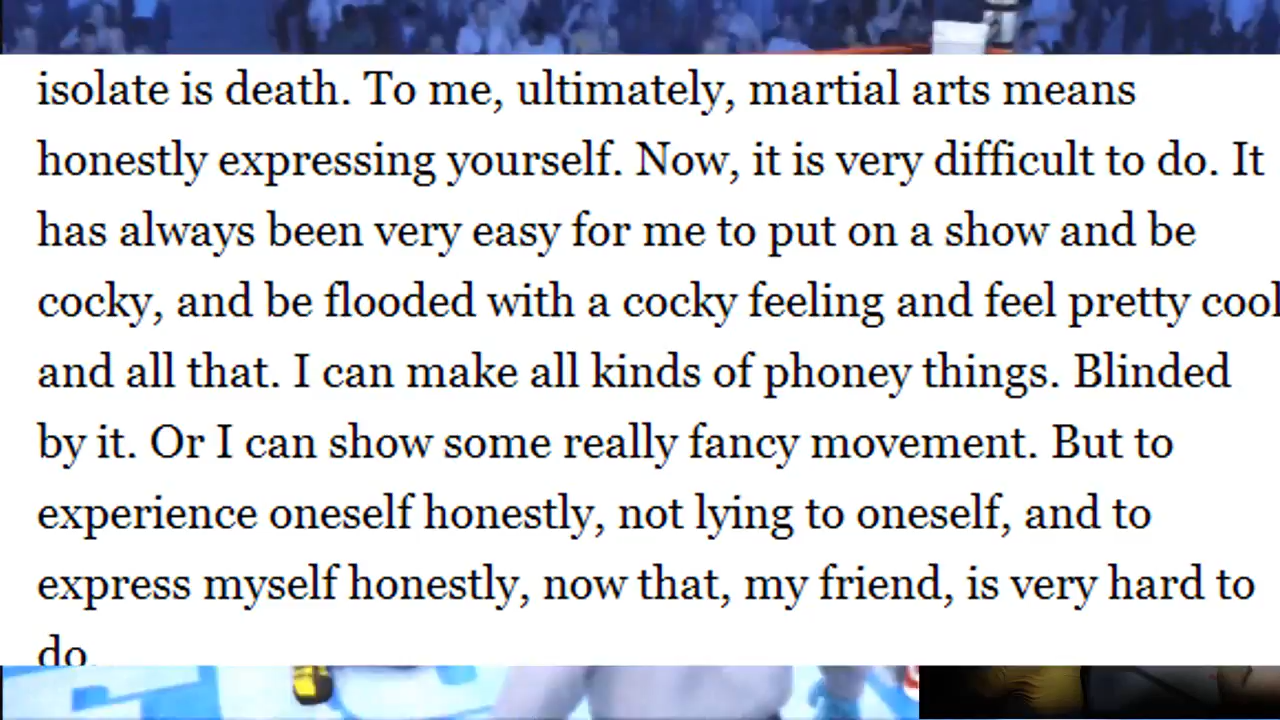 isolate is death. To me, ultimately, martial arts means
honestly expressing yourself. Now, it is very difficult to do. It
has always been very easy for me to put on a show and be
cocky, and be flooded with a cocky feeling and feel pretty cool
and all that. I can make all kinds of phoney things. Blinded
by it. Or I can show some really fancy movement. But to
experience oneself honestly, not lying to oneself, and to
express myself honestly, now that, my friend, is very hard to
do.